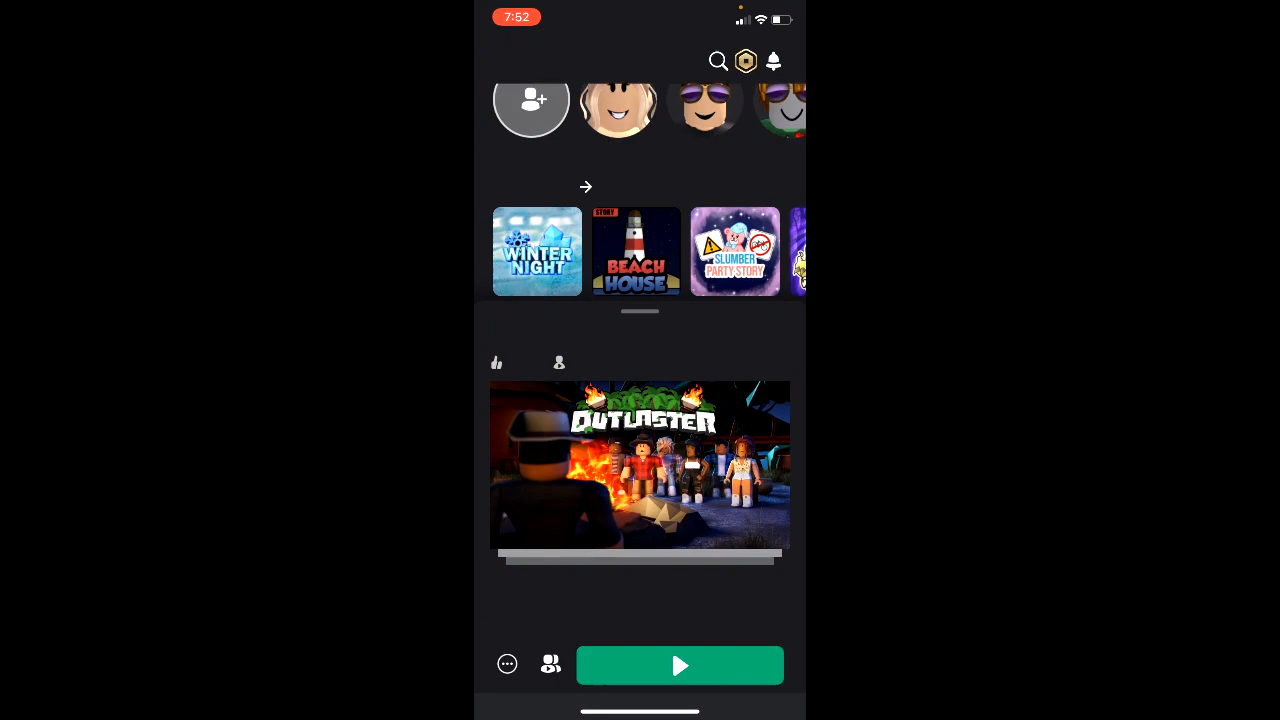 7:52
WINTER
NIGHT
STORY
BEACH
HOUSE
SLUMBER
PARTY STORY
OUTLASTER